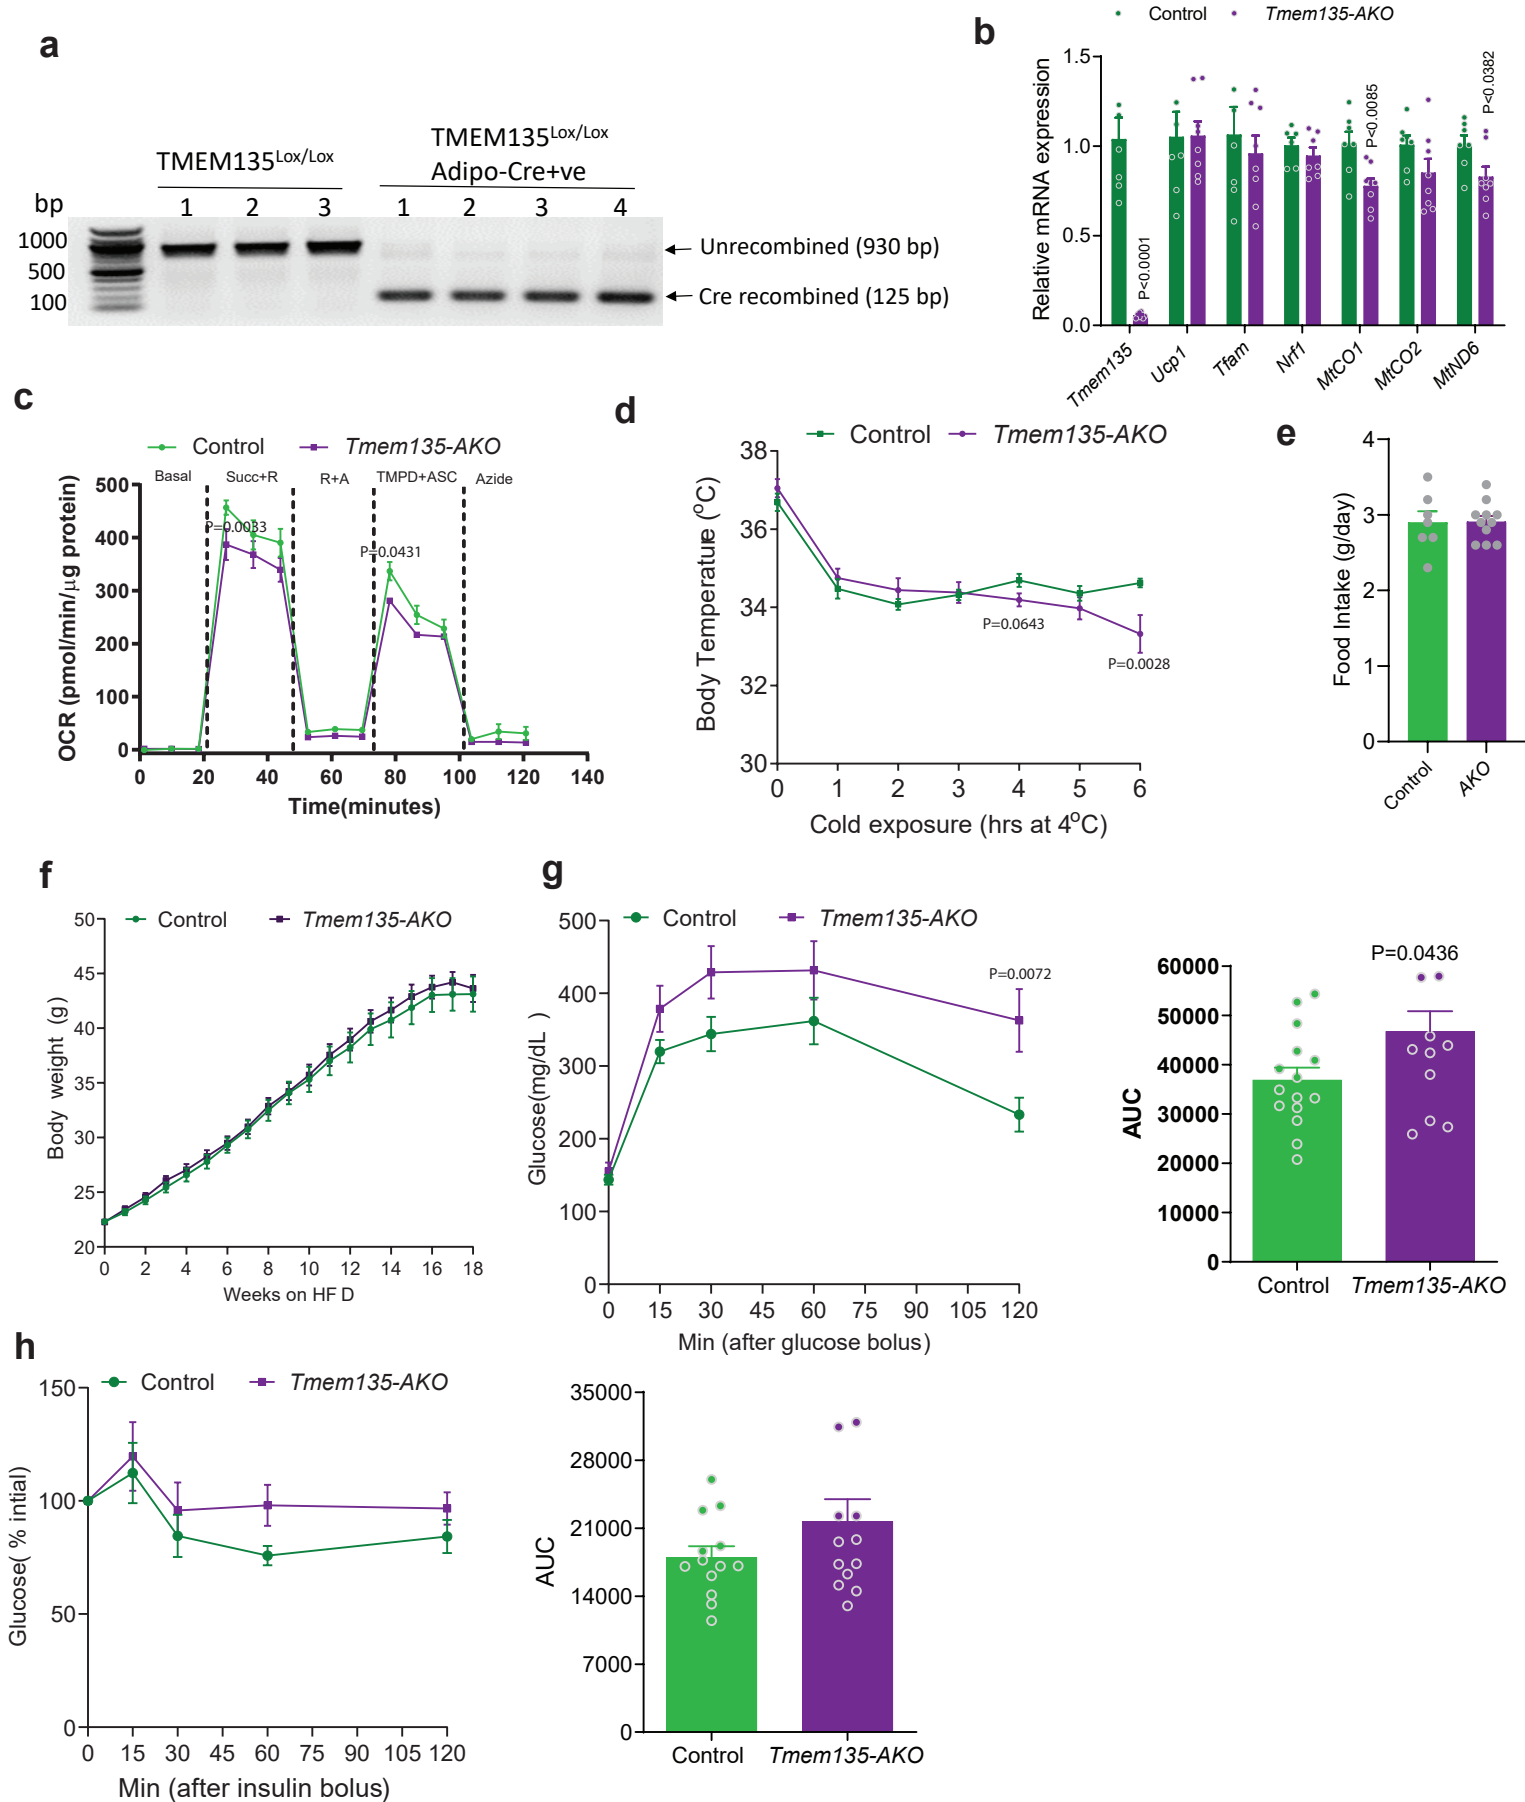 a
TMEM135Lox/Lox
TMEM135Lox/Lox
Adipo-Cre+ve
bp
1 2 3 1 2 3 4
1000
500
100
Unrecombined (930 bp)
Cre recombined (125 bp)
b
Control Tmem135-AKO
Relative mRNA expression
1.5
1.0
0.5
0.0
P<0.0001
P<0.0085
P<0.0382
Tmem135 Ucp1 Tfam Nrf1 MtCO1 MtCO2 MtND6
c
Control Tmem135-AKO
Basal Succ+R R+A TMPD+ASC Azide
OCR (pmol/min/µg protein)
500
400
300
200
100
0
P=0.0033
P=0.0431
0 20 40 60 80 100 120 140
Time(minutes)
d
Control Tmem135-AKO
Body Temperature (oC)
38
36
34
32
30
P=0.0643
P=0.0028
0 1 2 3 4 5 6
Cold exposure (hrs at 4oC)
e
Food Intake (g/day)
4
3
2
1
0
Control AKO
f
Control Tmem135-AKO
Body weight (g)
50
45
40
35
30
25
20
0 2 4 6 8 10 12 14 16 18
Weeks on HF D
g
Control Tmem135-AKO
Glucose(mg/dL )
500
400
300
200
100
0
P=0.0072
0 15 30 45 60 75 90 105 120
Min (after glucose bolus)
P=0.0436
AUC
60000
50000
40000
30000
20000
10000
0
Control Tmem135-AKO
h
Control Tmem135-AKO
Glucose( % intial)
150
100
50
0
0 15 30 45 60 75 90 105 120
Min (after insulin bolus)
AUC
35000
28000
21000
14000
7000
0
Control Tmem135-AKO